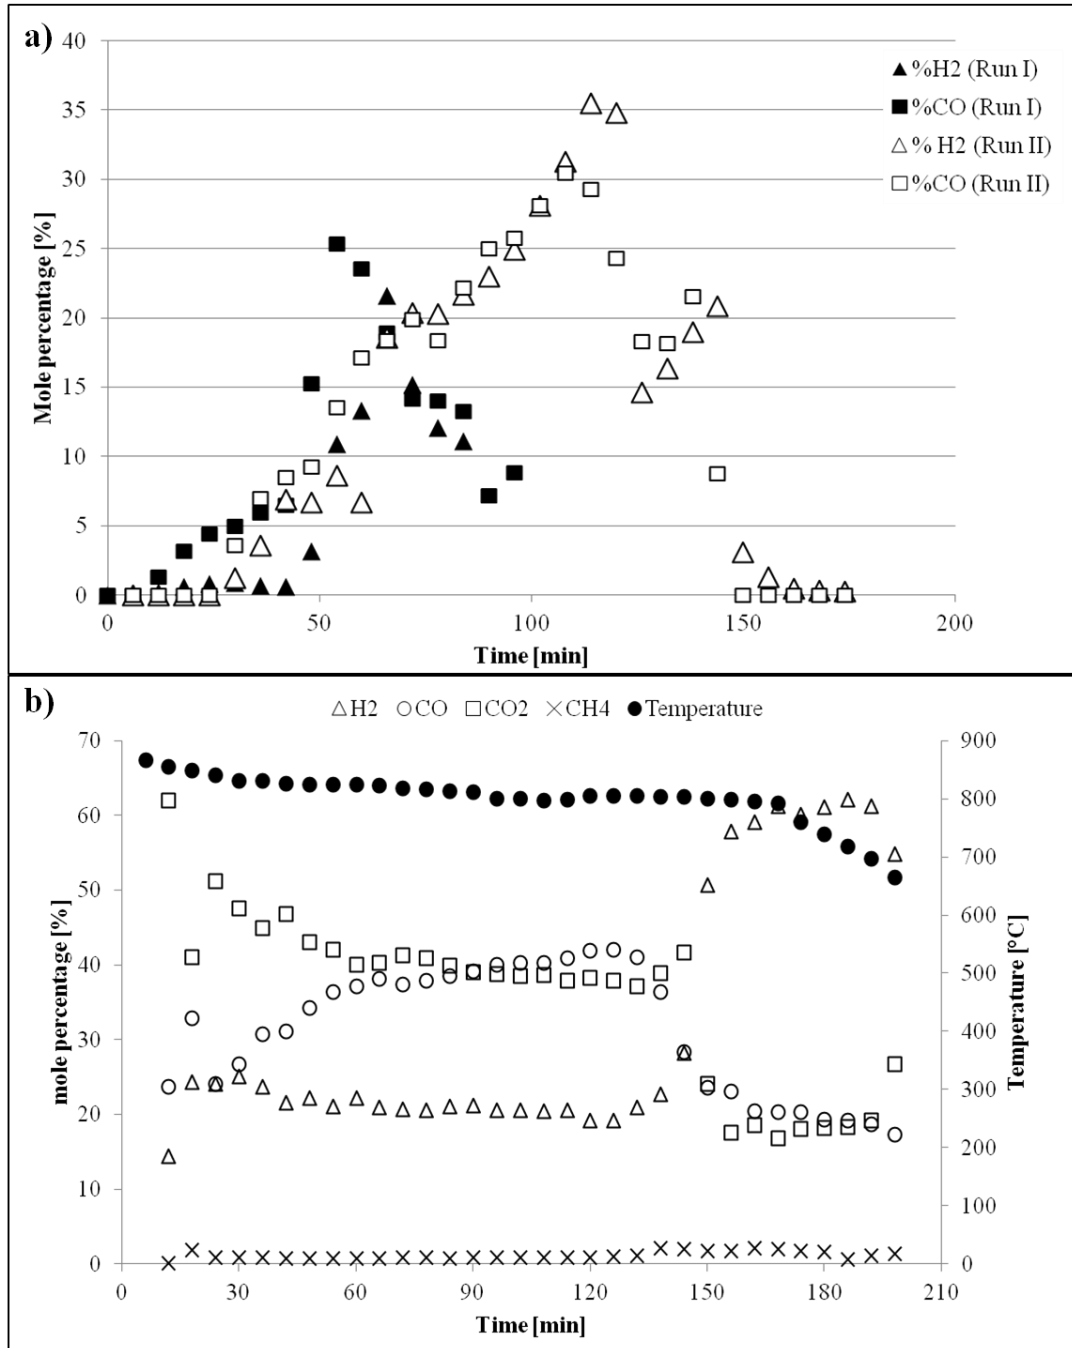 a)
40
35
30
25
20
15
10
5
0
Mole percentage [%]
▲ %H2 (Run I)
■ %CO (Run I)
△ % H2 (Run II)
□ %CO (Run II)
0 50 100 150 200
Time [min]
b)
△ H2 ○ CO □ CO2 × CH4 ● Temperature
70
60
50
40
30
20
10
0
mole percentage [%]
900
800
700
600
500
400
300
200
100
0
Temperature [°C]
0 30 60 90 120 150 180 210
Time [min]